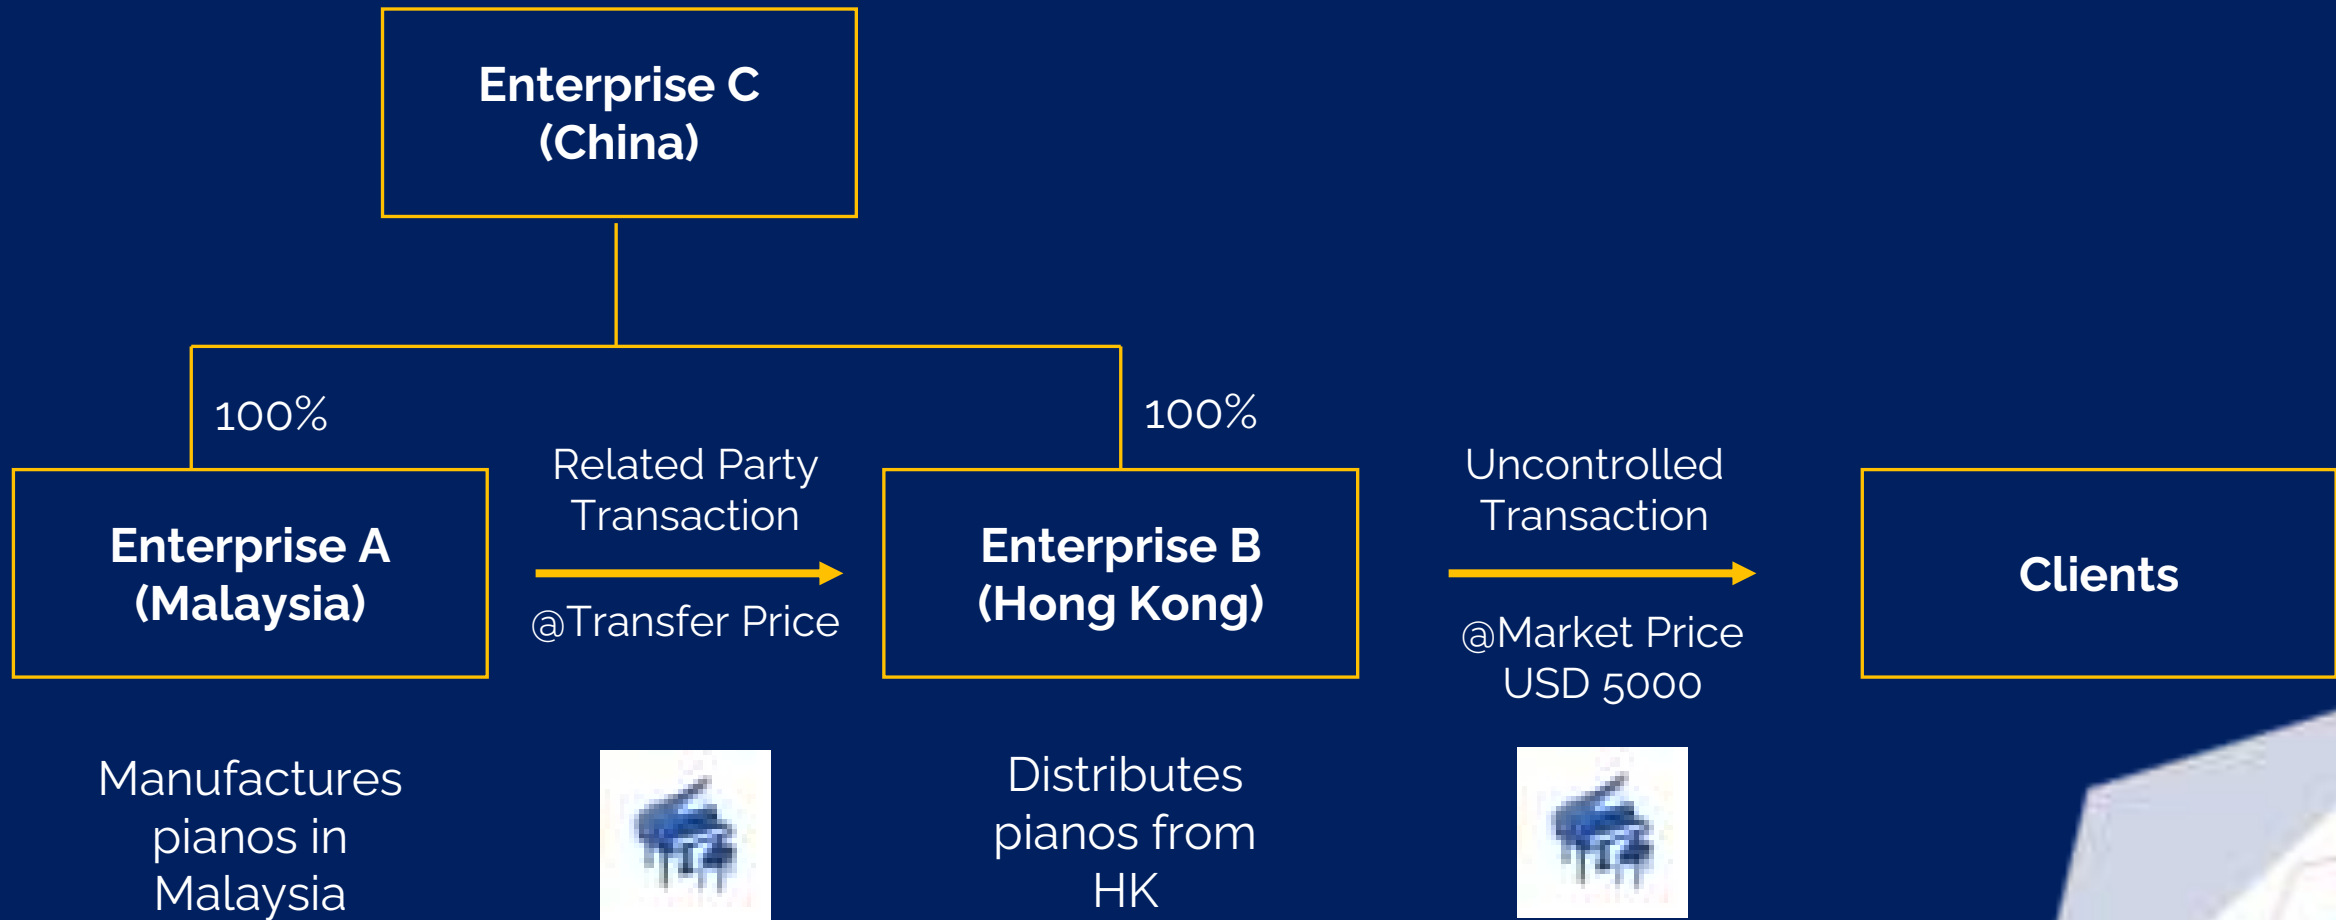 Enterprise C
(China)
100%
100%
Related Party
Transaction
Uncontrolled
Transaction
Enterprise A
(Malaysia)
@Transfer Price
Enterprise B
(Hong Kong)
@Market Price
USD 5000
Clients
Manufactures
pianos in
Malaysia
Distributes
pianos from
HK